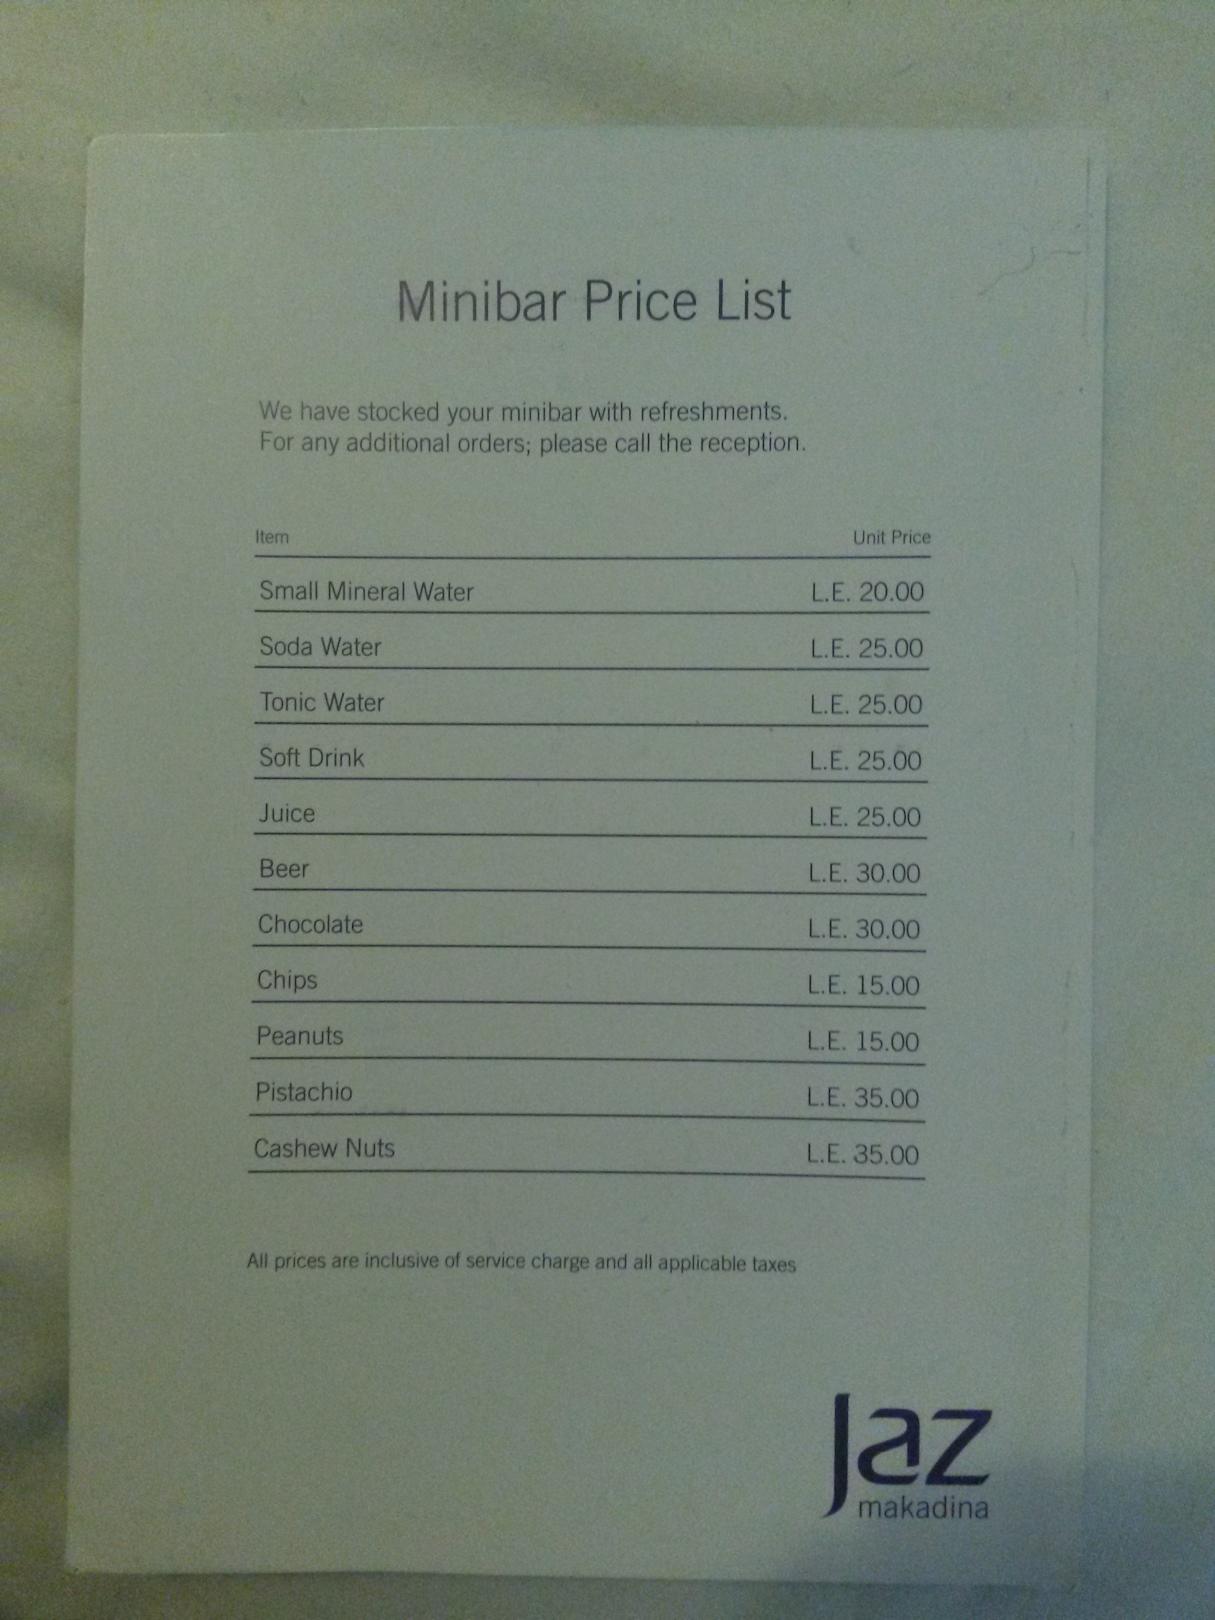 Minibar Price List
We have stocked your minibar with refreshments.
For any additional orders; please call the reception.
Item Unit Price
Small Mineral Water L.E. 20.00
Soda Water L.E. 25.00
Tonic Water L.E. 25.00
Soft Drink L.E. 25.00
Juice L.E. 25.00
Beer L.E. 30.00
Chocolate L.E. 30.00
Chips L.E. 15.00
Peanuts L.E. 15.00
Pistachio L.E. 35.00
Cashew Nuts L.E. 35.00
All prices are inclusive of service charge and all applicable taxes
Jaz
makadina